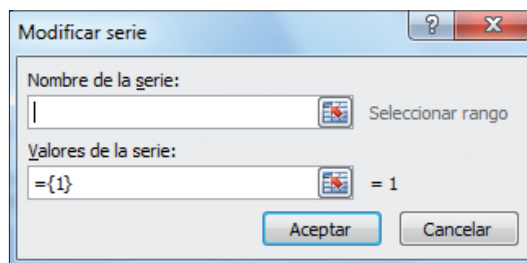 Modificar serie
Nombre de la serie:
Seleccionar rango
Valores de la serie:
={1} = 1
Aceptar Cancelar